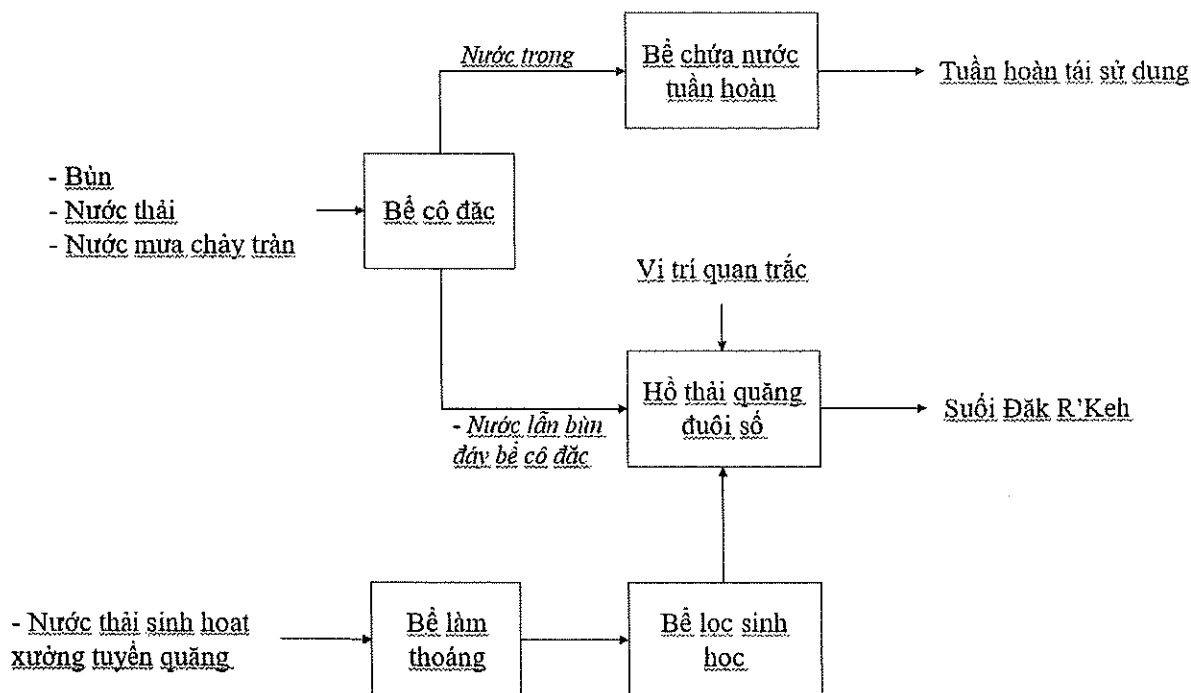 Nước trong
Bể chứa nước
tuần hoàn
Tuần hoàn tái sử dụng
- Bùn
- Nước thải
- Nước mưa chảy tràn
Bể cô đặc
Vị trí quan trắc
- Nước lẫn bùn
đáy bể cô đặc
Hồ thải quặng
đuôi số
Suối Đăk R'Keh
- Nước thải sinh hoạt
xưởng tuyển quặng
Bể làm
thoáng
Bể lọc sinh
học